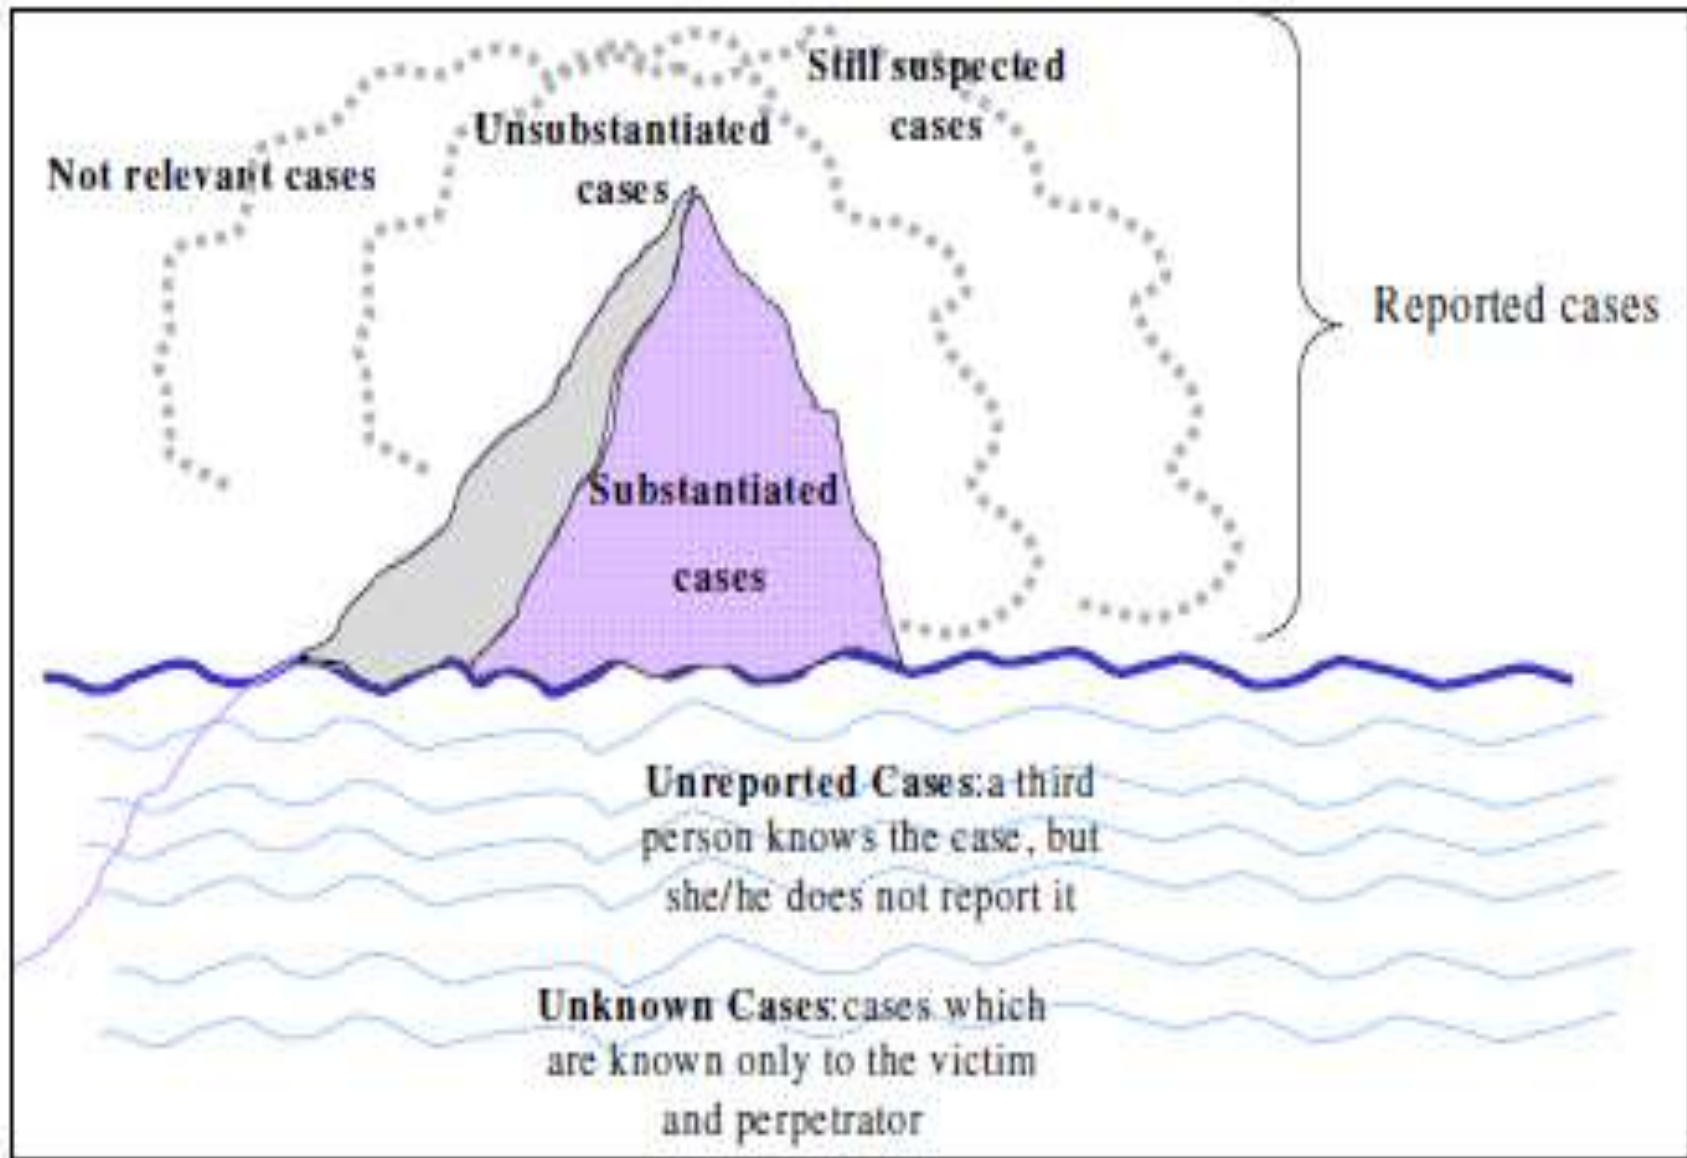 Still suspected
cases
Unsubstantiated
cases
Not relevant cases
Reported cases
Substantiated
cases
Unreported Cases:a third
person knows the case, but
she/he does not report it
Unknown Cases:cases which
are known only to the victim
and perpetrator